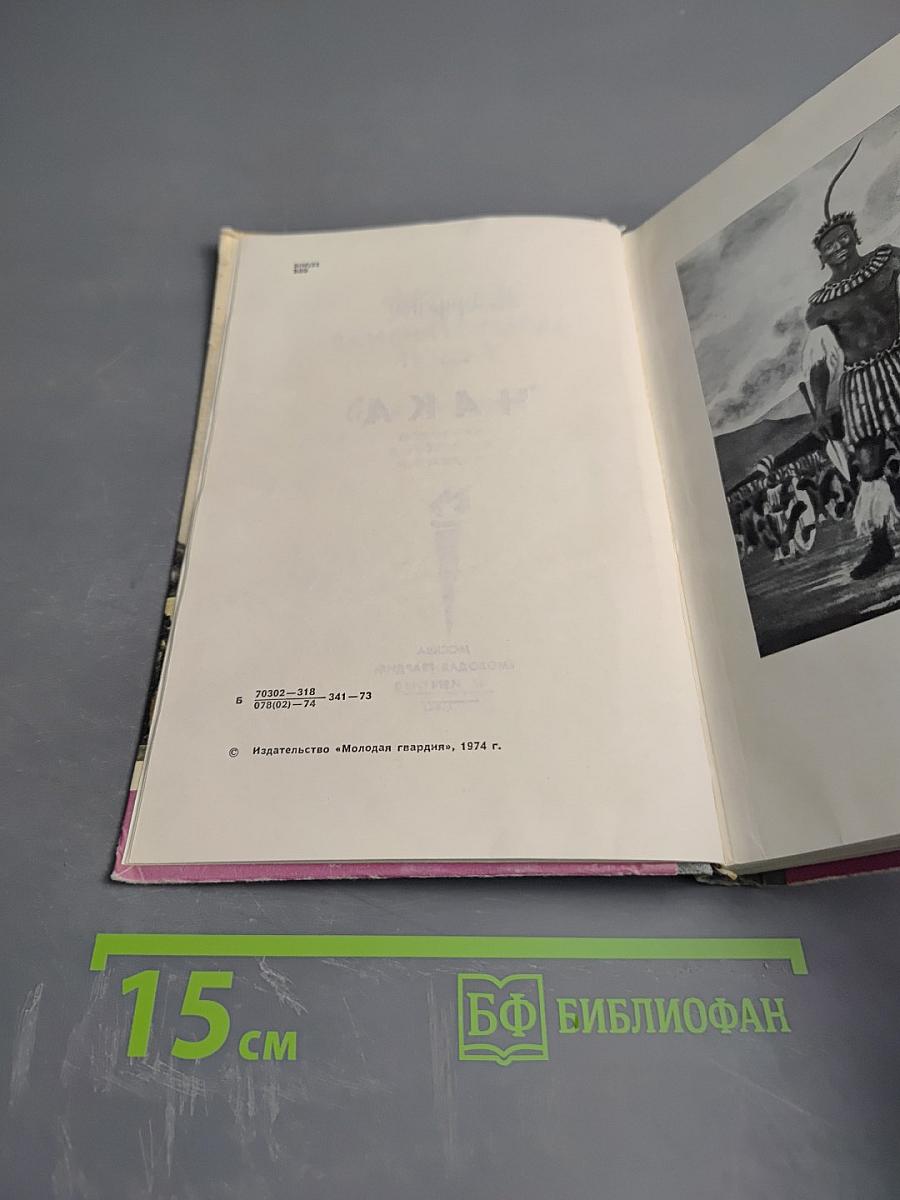 Б 70302—318
078(02)—74 341—73
© Издательство «Молодая гвардия», 1974 г.
15 см
БФ БИБЛИОФАН